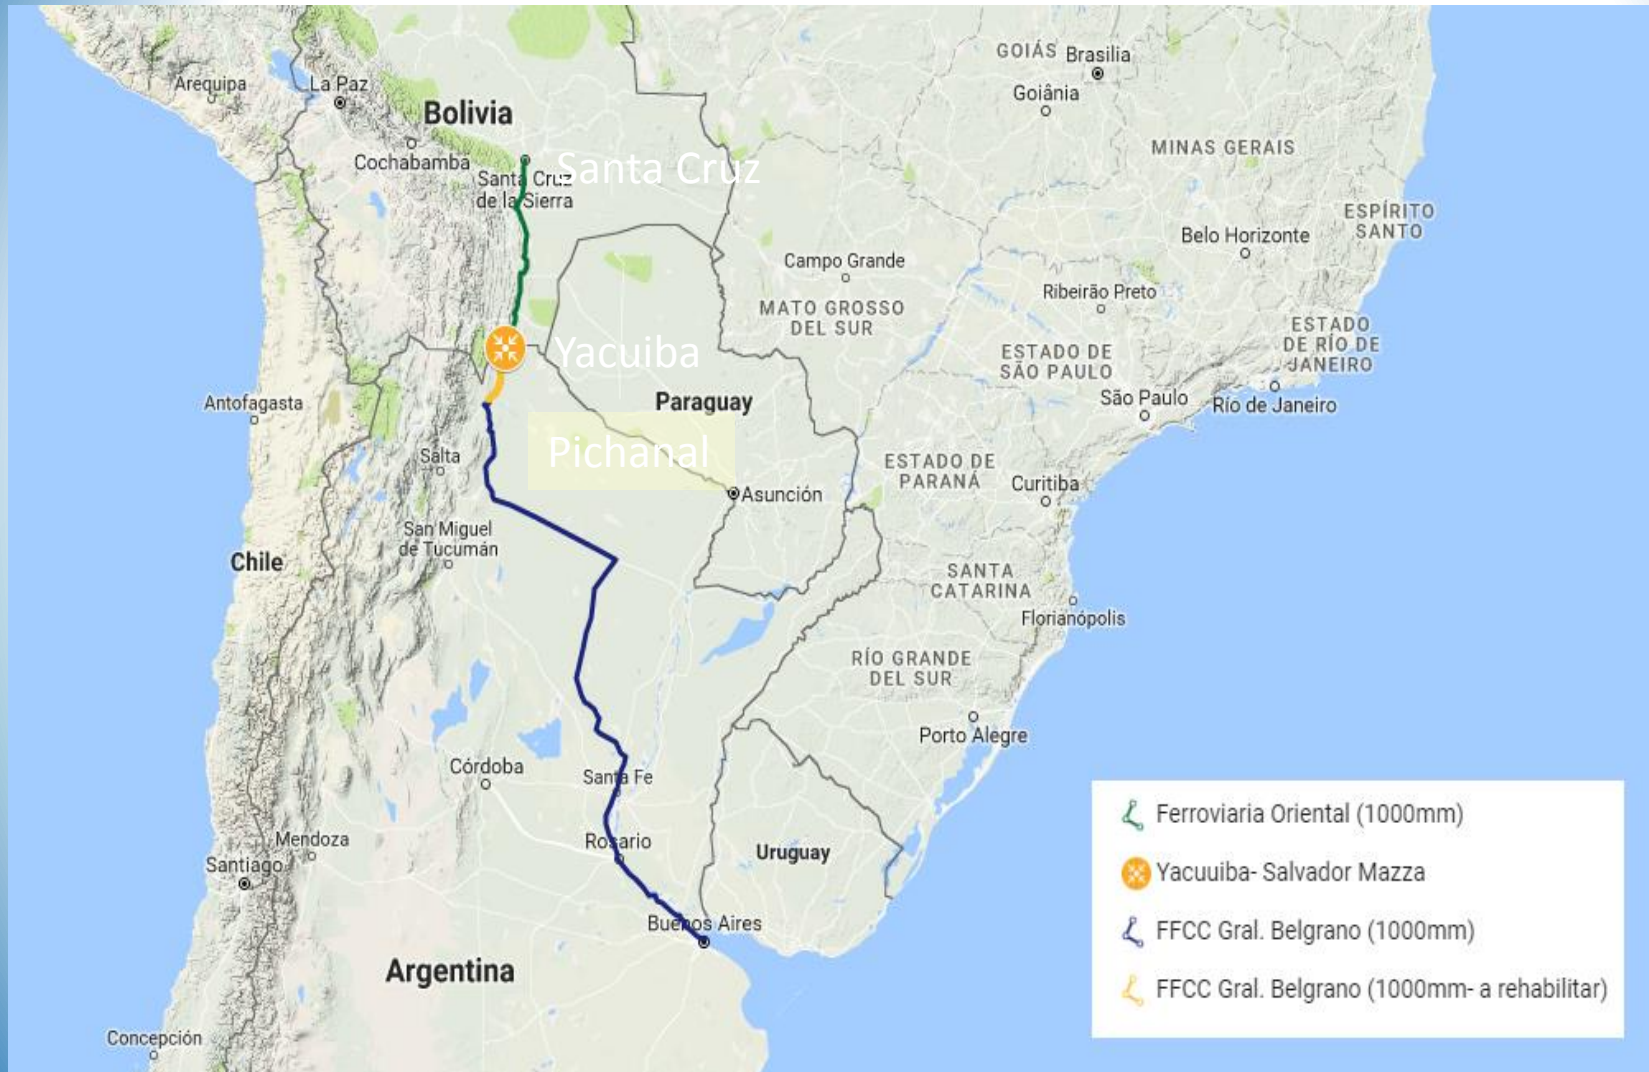 GOIÁS
Brasilia
Arequipa
La Paz
Goiânia
Bolivia
MINAS GERAIS
Cochabamba
Santa Cruz
de la Sierra
Santa Cruz
ESPÍRITO
SANTO
Belo Horizonte
Campo Grande
Ribeirão Preto
MATO GROSSO
DEL SUR
ESTADO
DE RÍO DE
JANEIRO
Yacuiba
ESTADO DE
SÃO PAULO
Antofagasta
Paraguay
São Paulo
Río de Janeiro
Pichanal
Salta
ESTADO DE
PARANÁ
Curitiba
Asunción
San Miguel
de Tucumán
Chile
SANTA
CATARINA
Florianópolis
RÍO GRANDE
DEL SUR
Porto Alegre
Córdoba
Santa Fe
Mendoza
Rosario
Uruguay
Santiago
Buenos Aires
Argentina
Concepción
Ferroviaria Oriental (1000mm)
Yacuuiba- Salvador Mazza
FFCC Gral. Belgrano (1000mm)
FFCC Gral. Belgrano (1000mm- a rehabilitar)